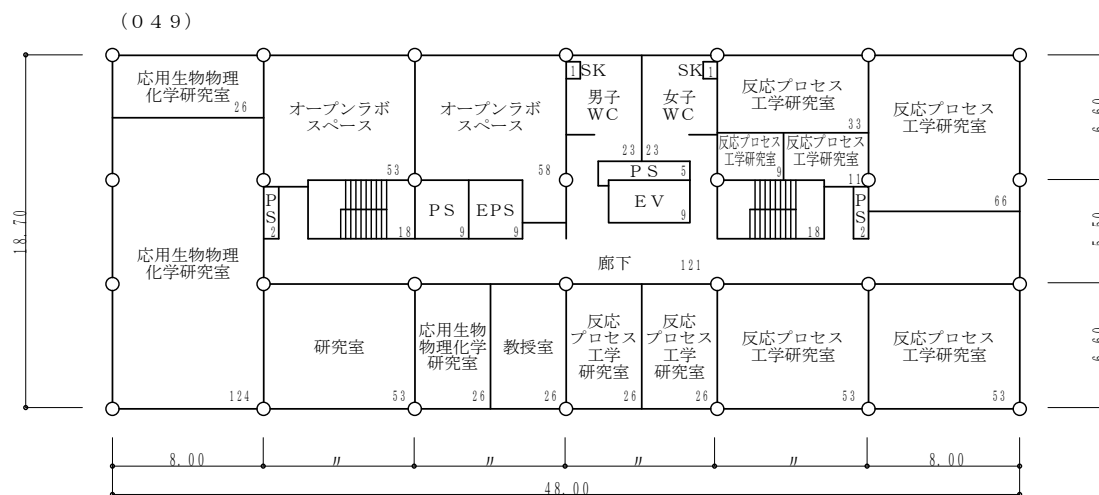 (049)
応用生物物理
化学研究室
26
オープンラボ
スペース
53
オープンラボ
スペース
58
1
SK
男子
WC
23
SK
1
女子
WC
23
反応プロセス
工学研究室
33
反応プロセス
工学研究室
9
反応プロセス
工学研究室
11
反応プロセス
工学研究室
66
PS
5
EV
9
PS
2
18
PS
9
EPS
9
18
PS
2
応用生物物理
化学研究室
124
廊下
121
研究室
53
応用生物
物理化学
研究室
26
教授室
26
反応
プロセス
工学
研究室
26
反応
プロセス
工学
研究室
26
反応プロセス
工学研究室
53
反応プロセス
工学研究室
53
18.70
6.60
5.50
6.60
8.00
〃
〃
〃
〃
8.00
48.00